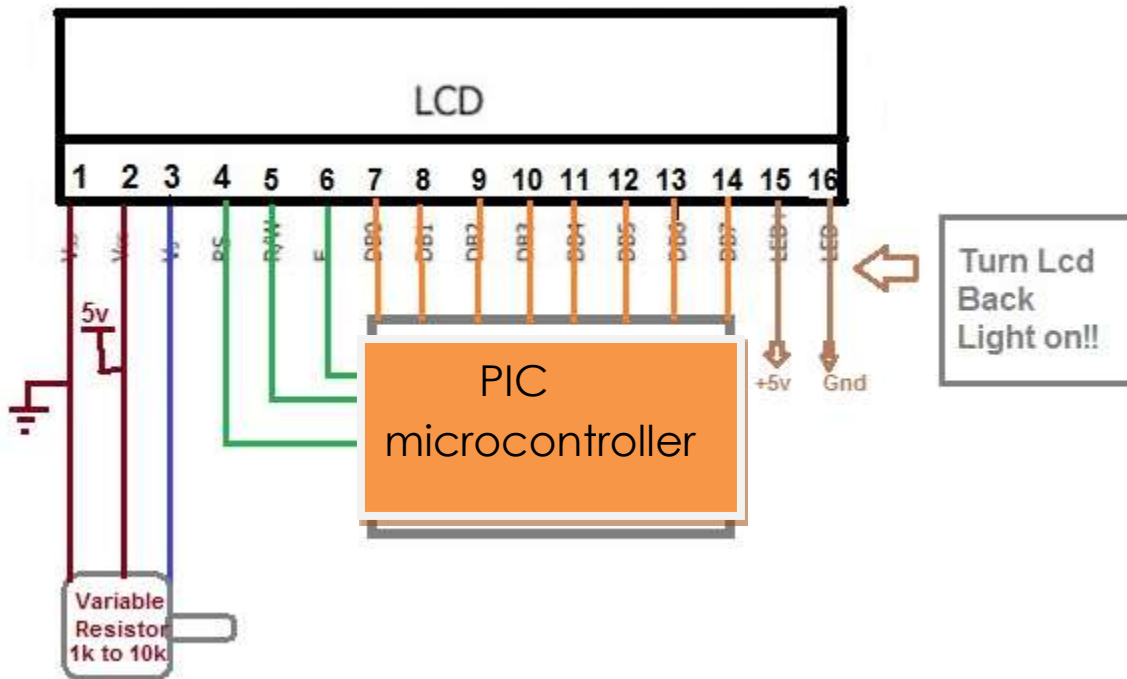 LCD
1 2 3 4 5 6 7 8 9 10 11 12 13 14 15 16
RS R/W E DB0 DB1 DB2 DB3 DB4 DB5 DB6 DB7 LED+ LED-
5v
+5v Gnd
Turn Lcd
Back
Light on!!
PIC
microcontroller
Variable
Resistor
1k to 10k